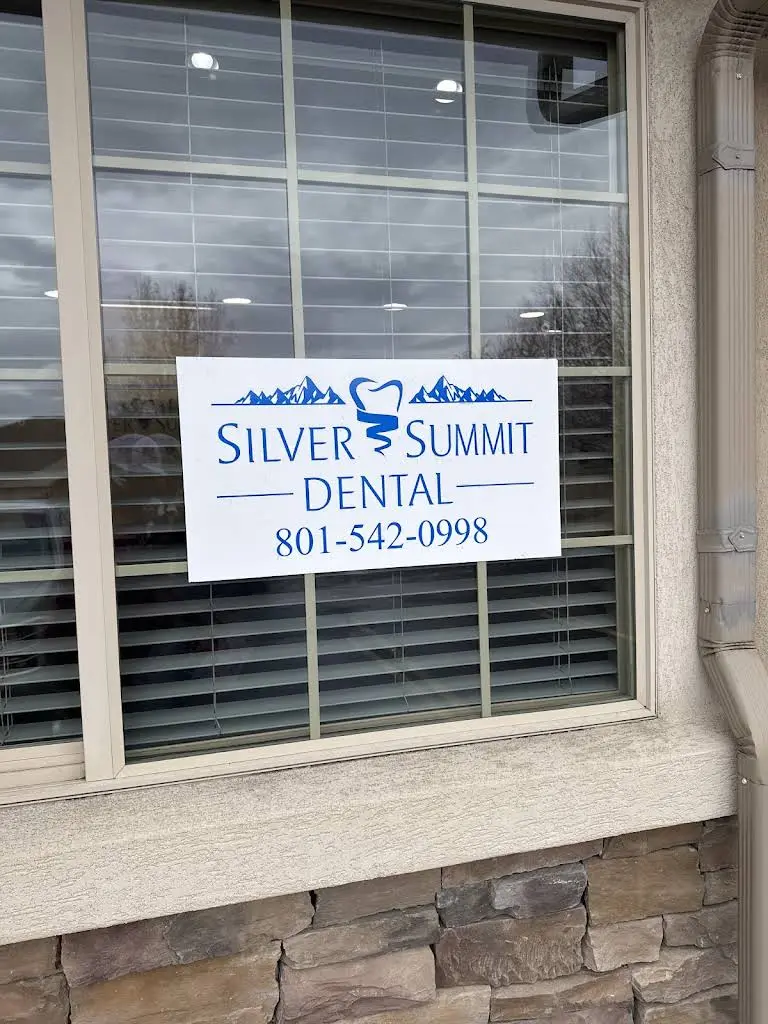 SILVER SUMMIT
DENTAL
801-542-0998